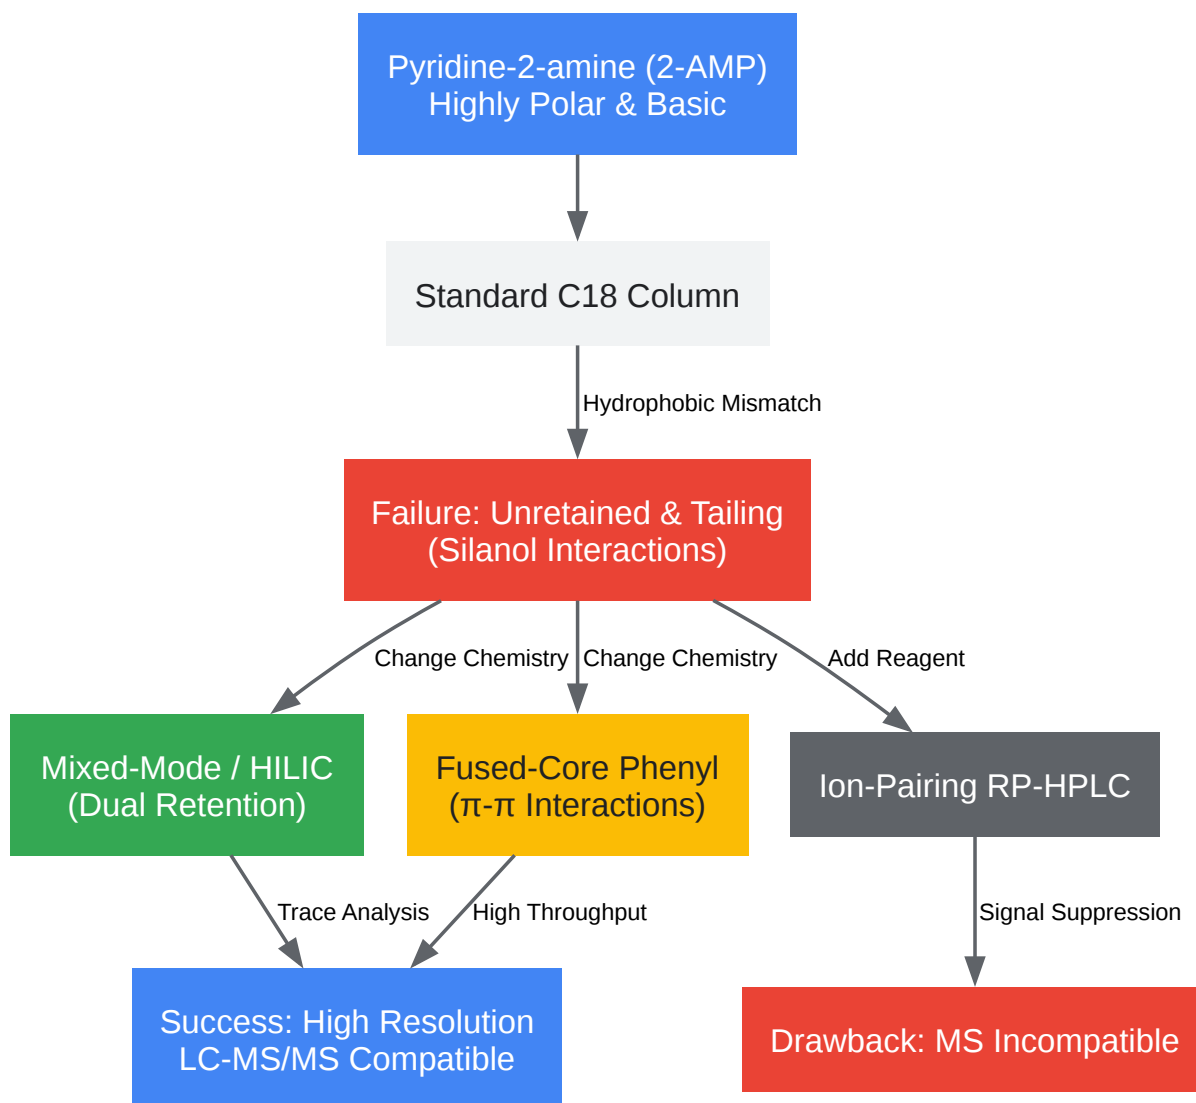 Pyridine-2-amine (2-AMP)
Highly Polar & Basic
Standard C18 Column
Hydrophobic Mismatch
Failure: Unretained & Tailing
(Silanol Interactions)
Change Chemistry
Change Chemistry
Add Reagent
Mixed-Mode / HILIC
(Dual Retention)
Fused-Core Phenyl
(π-π Interactions)
Ion-Pairing RP-HPLC
Trace Analysis
High Throughput
Signal Suppression
Success: High Resolution
LC-MS/MS Compatible
Drawback: MS Incompatible